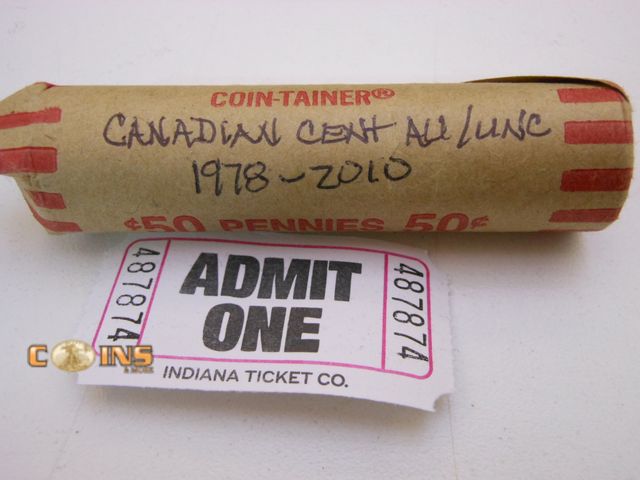 COIN-TAINER®
CANADIAN CENT AU/UNC
1978-2010
¢50 PENNIES 50¢
487874
ADMIT
ONE
487874
INDIANA TICKET CO.
COINS
& MORE